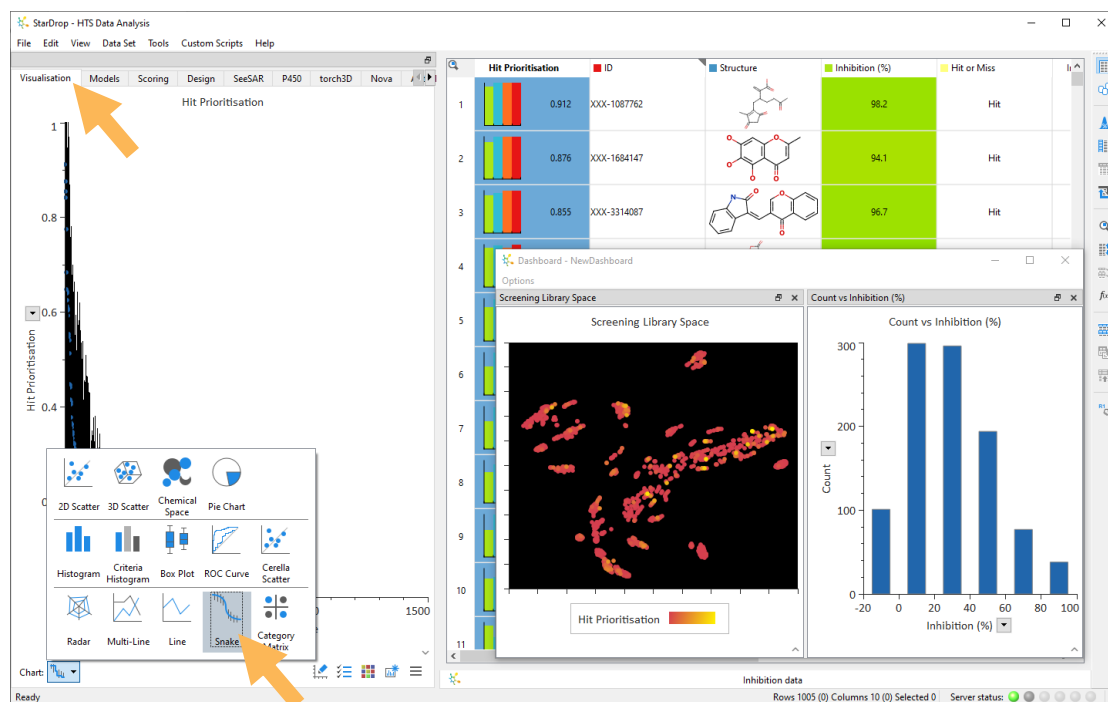 StarDrop - HTS Data Analysis
File Edit View Data Set Tools Custom Scripts Help
Visualisation Models Scoring Design SeeSAR P450 torch3D Nova
Hit Prioritisation
1
0.8
0.6
0.4
Hit Prioritisation
1500
2D Scatter 3D Scatter Chemical Space Pie Chart
Histogram Criteria Histogram Box Plot ROC Curve Cerella Scatter
Radar Multi-Line Line Snake Category Matrix
Chart:
Ready
Hit Prioritisation ID Structure Inhibition (%) Hit or Miss
1 0.912 XXX-1087762 98.2 Hit
2 0.876 XXX-1684147 94.1 Hit
3 0.855 XXX-3314087 96.7 Hit
4
5
6
7
8
9
10
11
Dashboard - NewDashboard
Options
Screening Library Space
Screening Library Space
Hit Prioritisation
Count vs Inhibition (%)
Count vs Inhibition (%)
300
200
100
0
Count
-20 0 20 40 60 80 100
Inhibition (%)
Inhibition data
Rows 1005 (0) Columns 10 (0) Selected 0 Server status: